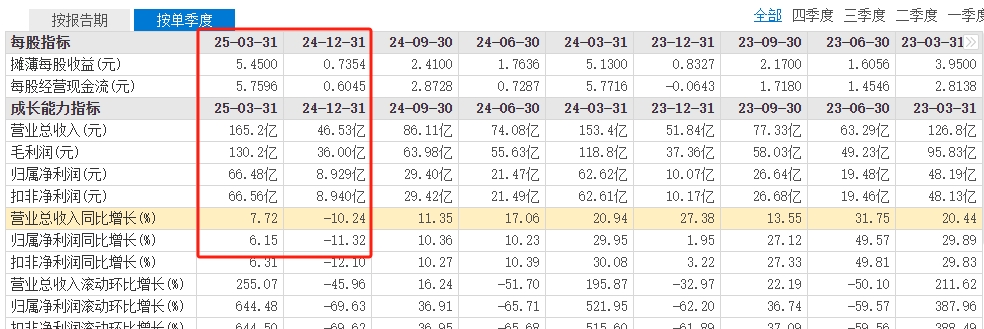 按报告期 按单季度 全部 四季度 三季度 二季度 一季
每股指标 25-03-31 24-12-31 24-09-30 24-06-30 24-03-31 23-12-31 23-09-30 23-06-30 23-03-31 >>
摊薄每股收益(元) 5.4500 0.7354 2.4100 1.7636 5.1300 0.8327 2.1700 1.6056 3.9500
每股经营现金流(元) 5.7596 0.6045 2.8728 0.7287 5.7716 -0.0643 1.7180 1.4546 2.8138
成长能力指标 25-03-31 24-12-31 24-09-30 24-06-30 24-03-31 23-12-31 23-09-30 23-06-30 23-03-31
营业总收入(元) 165.2亿 46.53亿 86.11亿 74.08亿 153.4亿 51.84亿 77.33亿 63.29亿 126.8亿
毛利润(元) 130.2亿 36.00亿 63.98亿 55.63亿 118.8亿 37.36亿 58.03亿 49.23亿 95.83亿
归属净利润(元) 66.48亿 8.929亿 29.40亿 21.47亿 62.62亿 10.07亿 26.64亿 19.48亿 48.19亿
扣非净利润(元) 66.56亿 8.940亿 29.42亿 21.49亿 62.61亿 10.17亿 26.68亿 19.46亿 48.13亿
营业总收入同比增长(%) 7.72 -10.24 11.35 17.06 20.94 27.38 13.55 31.75 20.44
归属净利润同比增长(%) 6.15 -11.32 10.36 10.23 29.95 1.95 27.12 49.57 29.89
扣非净利润同比增长(%) 6.31 -12.10 10.27 10.39 30.08 3.22 27.33 49.81 29.83
营业总收入滚动环比增长(%) 255.07 -45.96 16.24 -51.70 195.87 -32.97 22.19 -50.10 211.62
归属净利润滚动环比增长(%) 644.48 -69.63 36.91 -65.71 521.95 -62.20 36.74 -59.57 387.96
扣非净利润滚动环比增长(%) 644.50 -69.62 36.95 -65.68 515.60 -61.89 37.09 -59.56 388.49